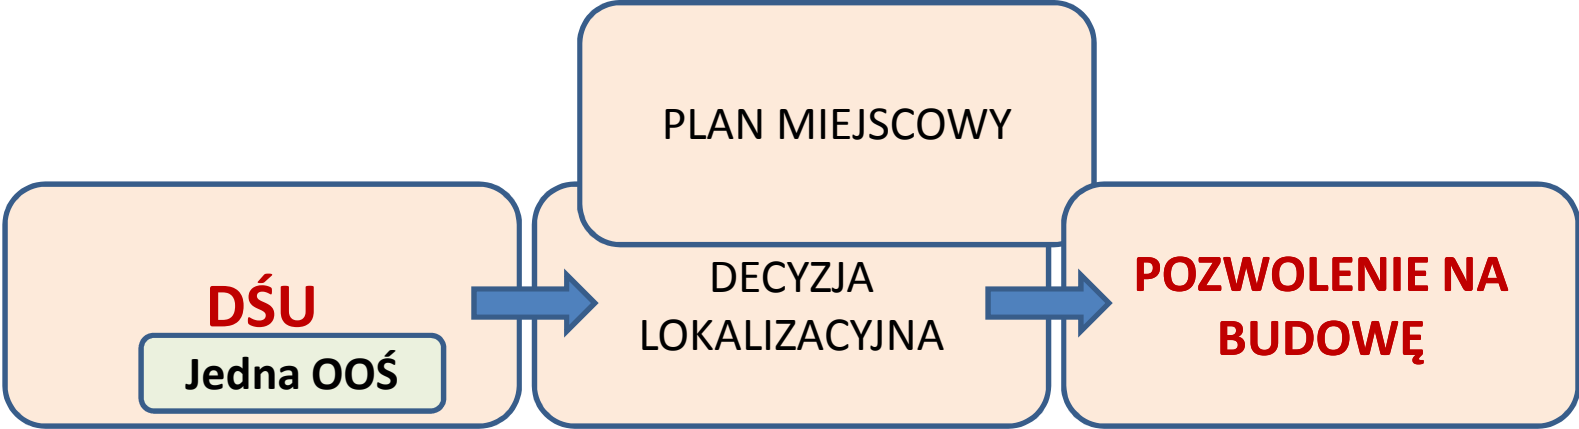 PLAN MIEJSCOWY
DŚU
Jedna OOŚ
DECYZJA
LOKALIZACYJNA
POZWOLENIE NA
BUDOWĘ